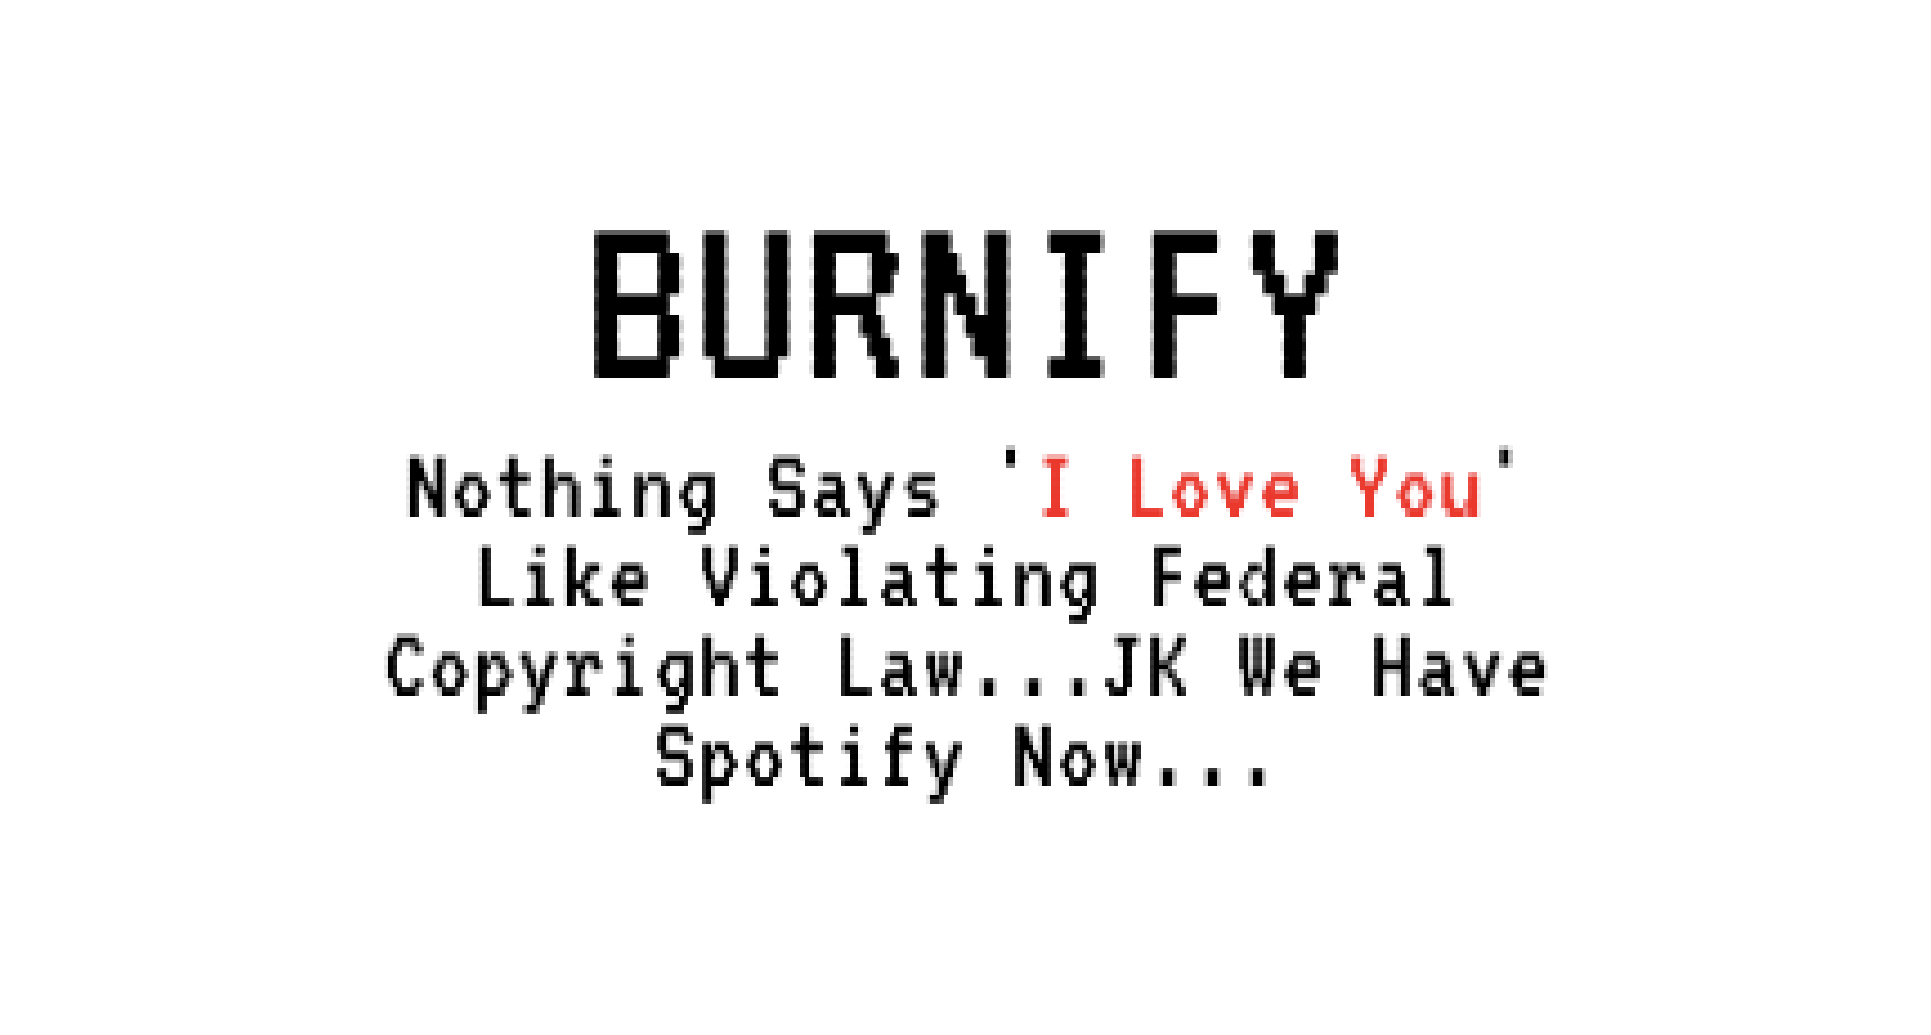 BURNIFY
Nothing Says 'I Love You'
Like Violating Federal
Copyright Law...JK We Have
Spotify Now...